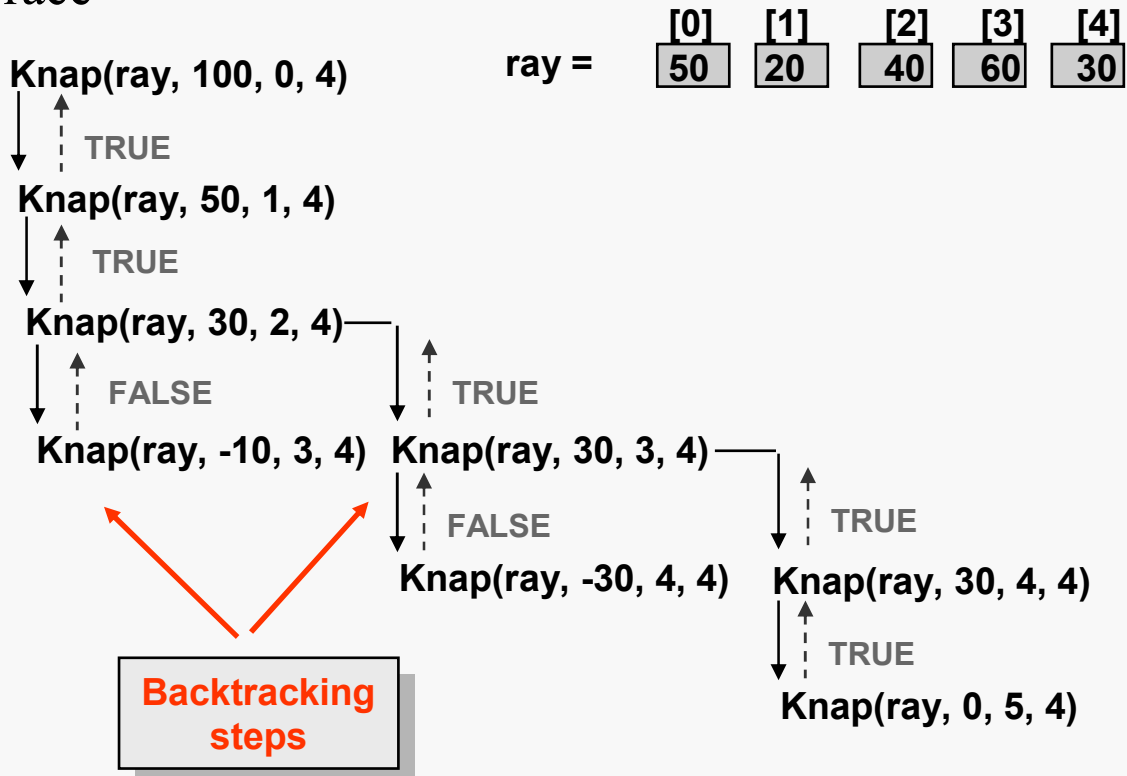 [0] [1] [2] [3] [4]
ray = 50 20 40 60 30
Knap(ray, 100, 0, 4)
TRUE
Knap(ray, 50, 1, 4)
TRUE
Knap(ray, 30, 2, 4)
FALSE TRUE
Knap(ray, -10, 3, 4) Knap(ray, 30, 3, 4)
FALSE TRUE
Knap(ray, -30, 4, 4) Knap(ray, 30, 4, 4)
TRUE
Knap(ray, 0, 5, 4)
Backtracking
steps